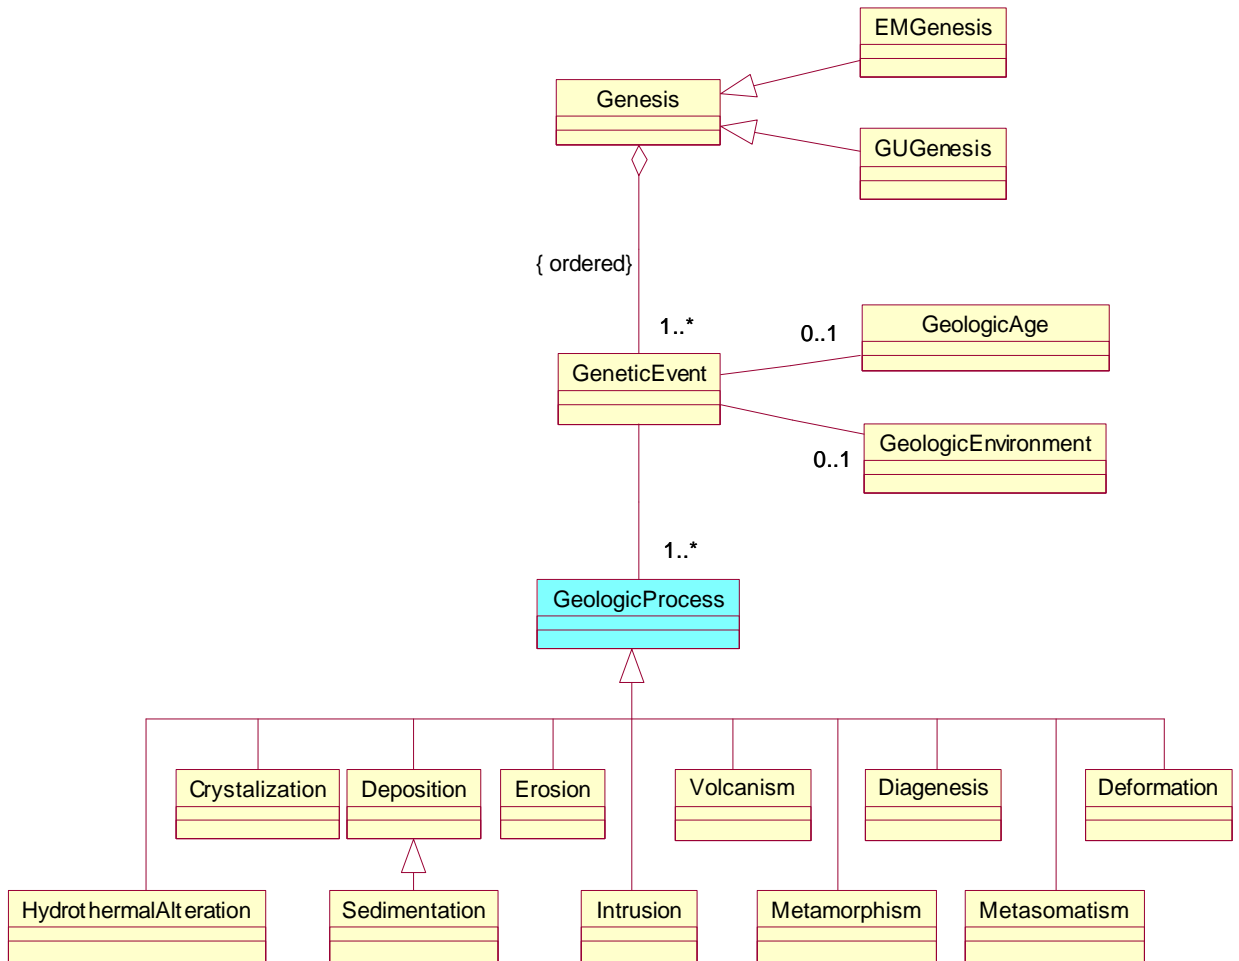 EMGenesis
Genesis
GUGenesis
{ ordered}
1..*
0..1
GeologicAge
GeneticEvent
GeologicEnvironment
0..1
1..*
GeologicProcess
Crystalization
Deposition
Erosion
Volcanism
Diagenesis
Deformation
HydrothermalAlteration
Sedimentation
Intrusion
Metamorphism
Metasomatism